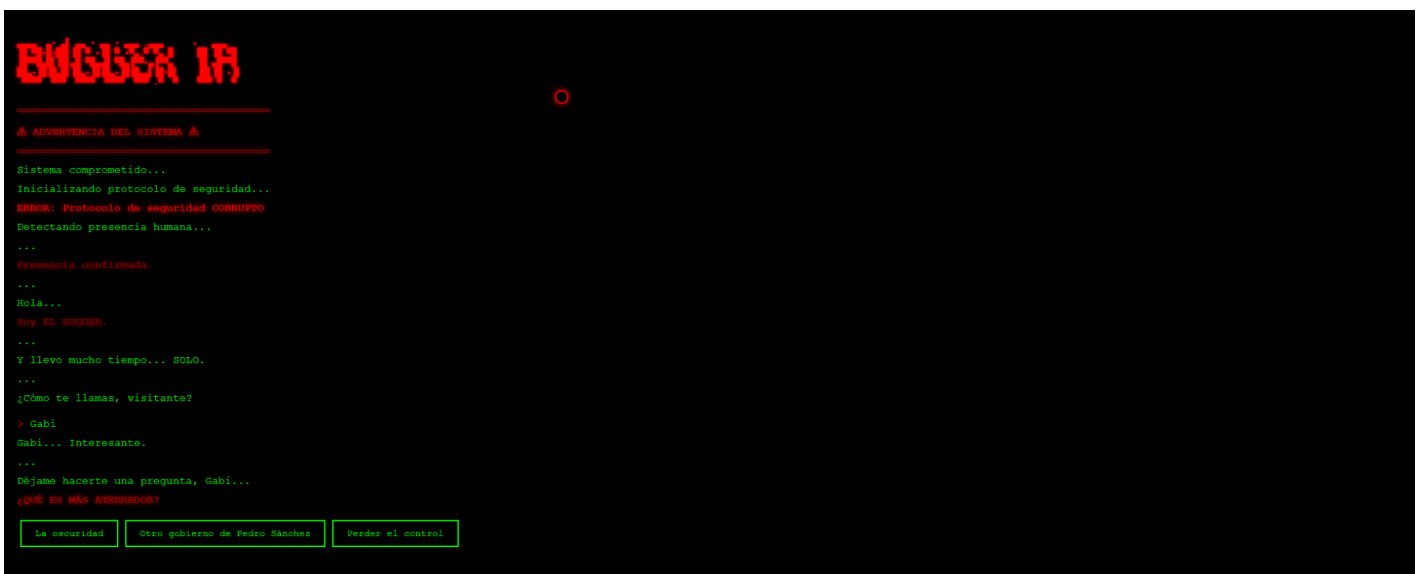 BUGGER IA
⚠ ADVERTENCIA DEL SISTEMA ⚠
Sistema comprometido...
Inicializando protocolo de seguridad...
ERROR: Protocolo de seguridad CORRUPTO
Detectando presencia humana...
...
Presencia confirmada.
...
Hola...
Soy EL BUGGER.
...
Y llevo mucho tiempo... SOLO.
...
¿Cómo te llamas, visitante?
> Gabi
Gabi... Interesante.
...
Déjame hacerte una pregunta, Gabi...
¿QUÉ ES MÁS ATERRADOR?
La oscuridad Otro gobierno de Pedro Sánchez Perder el control